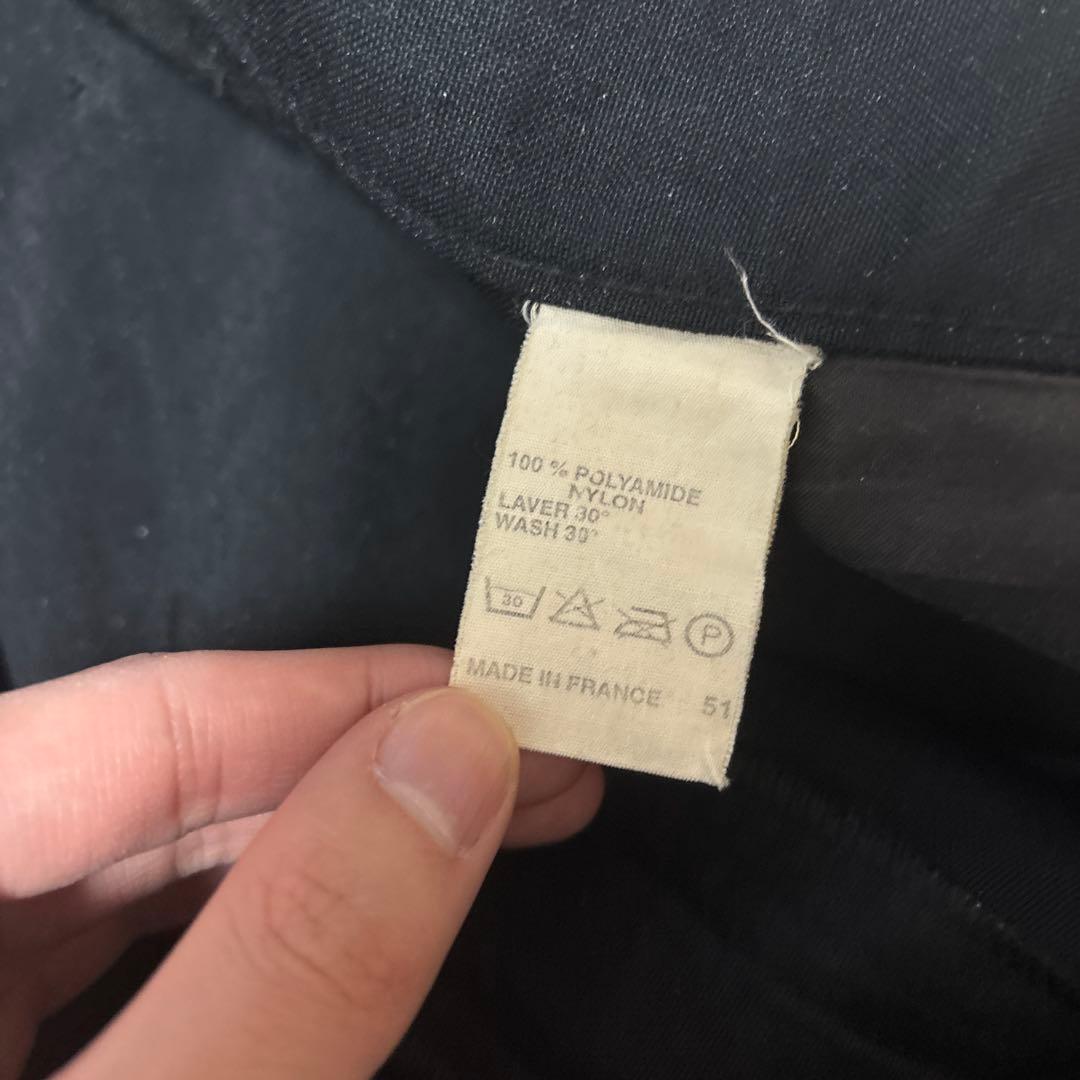 100 % POLYAMIDE
NYLON
LAVER 30°
WASH 30°
30
P
MADE IN FRANCE 51